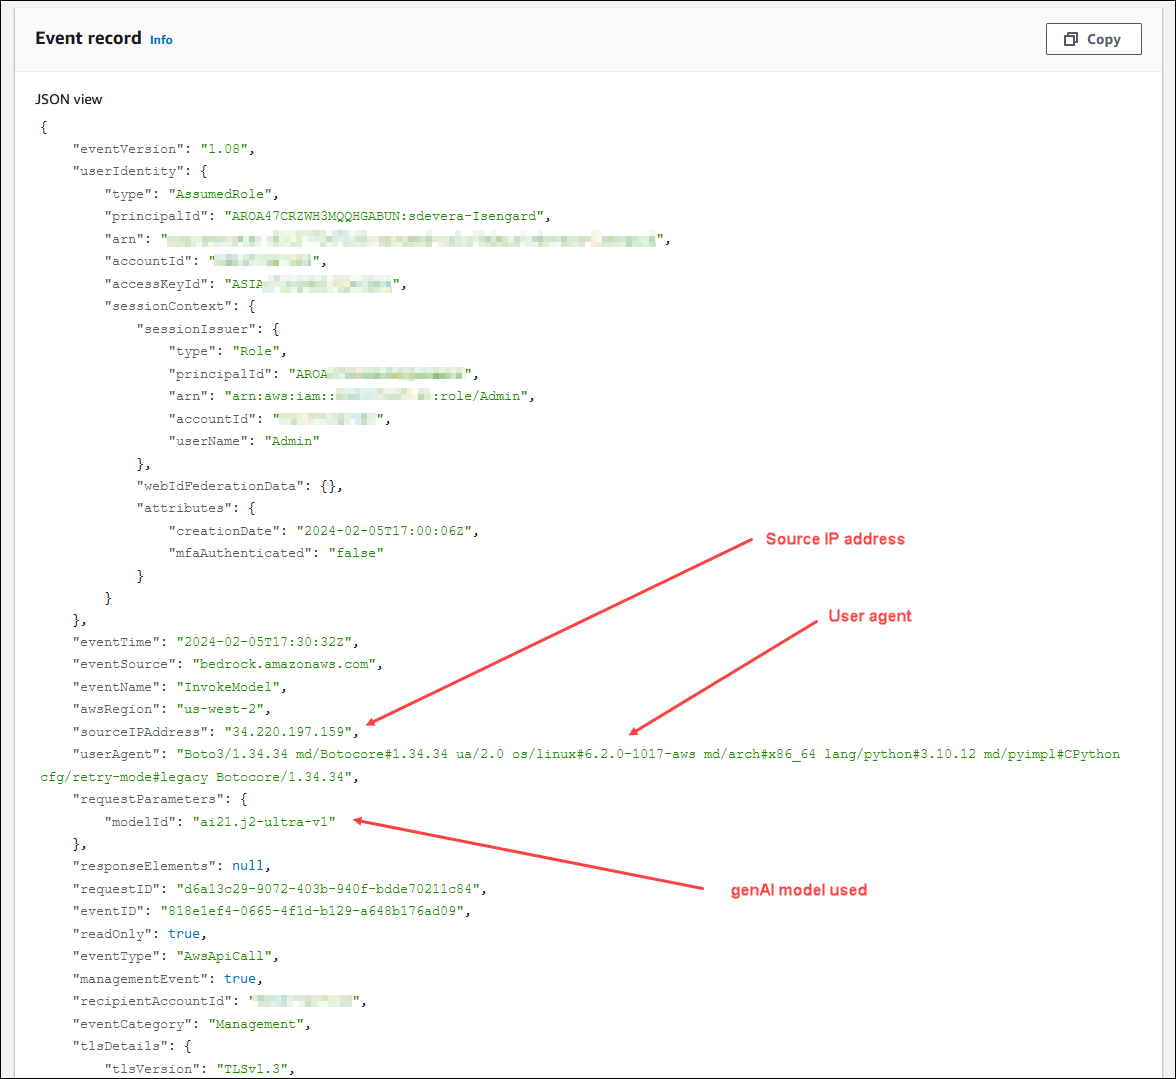 Event record Info
Copy
JSON view
{
"eventVersion": "1.08",
"userIdentity": {
"type": "AssumedRole",
"principalId": "AROA47CRZWH3MQQHGABUN:sdevera-Isengard",
"arn": "",
"accountId": "",
"accessKeyId": "ASIA",
"sessionContext": {
"sessionIssuer": {
"type": "Role",
"principalId": "AROA",
"arn": "arn:aws:iam:::role/Admin",
"accountId": "",
"userName": "Admin"
},
"webIdFederationData": {},
"attributes": {
"creationDate": "2024-02-05T17:00:06Z",
"mfaAuthenticated": "false"
Source IP address
}
}
},
User agent
"eventTime": "2024-02-05T17:30:32Z",
"eventSource": "bedrock.amazonaws.com",
"eventName": "InvokeModel",
"awsRegion": "us-west-2",
"sourceIPAddress": "34.220.197.159",
"userAgent": "Boto3/1.34.34 md/Botocore#1.34.34 ua/2.0 os/linux#6.2.0-1017-aws md/arch#x86_64 lang/python#3.10.12 md/pyimpl#CPython
cfg/retry-mode#legacy Botocore/1.34.34",
"requestParameters": {
"modelId": "ai21.j2-ultra-v1"
},
"responseElements": null,
"requestID": "d6a13c29-9072-403b-940f-bdde70211c84",
genAI model used
"eventID": "818e1ef4-0665-4f1d-b129-a648b176ad09",
"readOnly": true,
"eventType": "AwsApiCall",
"managementEvent": true,
"recipientAccountId": "",
"eventCategory": "Management",
"tlsDetails": {
"tlsVersion": "TLSv1.3",